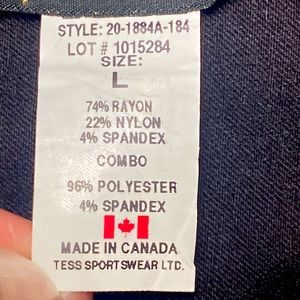 STYLE: 20-1884A-184
LOT # 1015284
SIZE:
L
74% RAYON
22% NYLON
4% SPANDEX
COMBO
96% POLYESTER
4% SPANDEX
MADE IN CANADA
TESS SPORTSWEAR LTD.